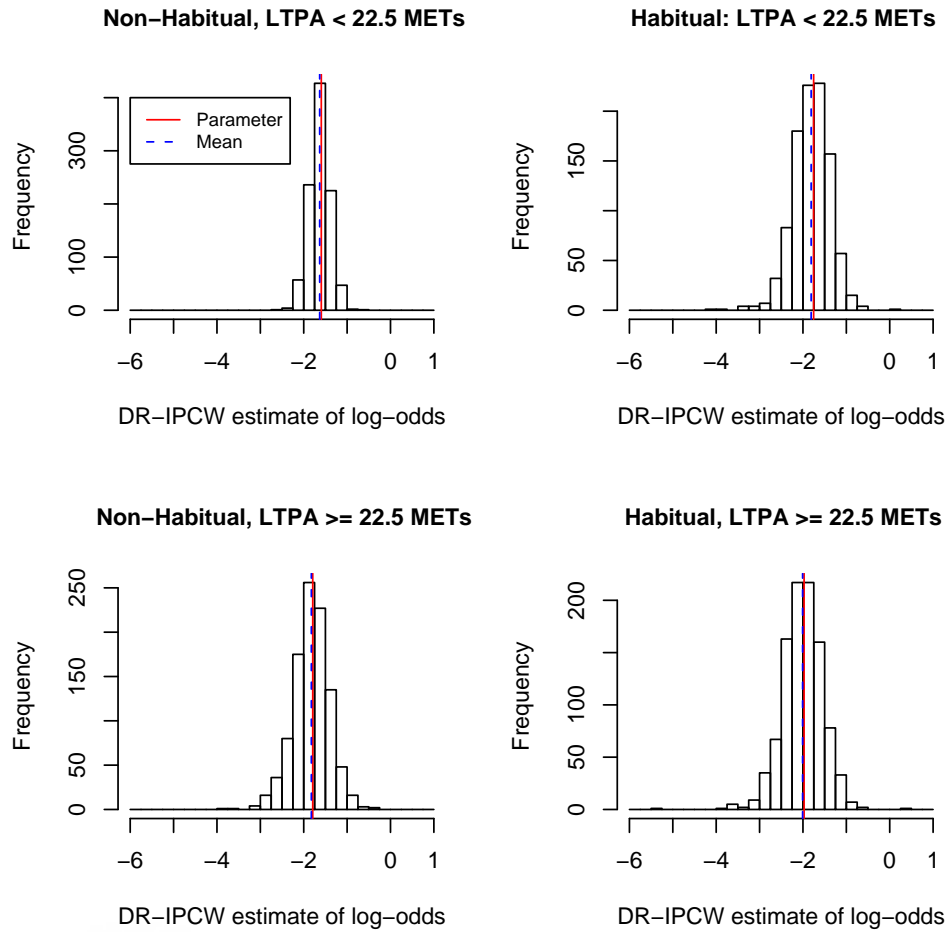 Non−Habitual, LTPA < 22.5 METs
Frequency
0
100
300
Parameter
Mean
−6
−4
−2
0
1
DR−IPCW estimate of log−odds
Habitual: LTPA < 22.5 METs
Frequency
0
50
150
−6
−4
−2
0
1
DR−IPCW estimate of log−odds
Non−Habitual, LTPA >= 22.5 METs
Frequency
0
50
150
250
−6
−4
−2
0
1
DR−IPCW estimate of log−odds
Habitual, LTPA >= 22.5 METs
Frequency
0
50
100
200
−6
−4
−2
0
1
DR−IPCW estimate of log−odds